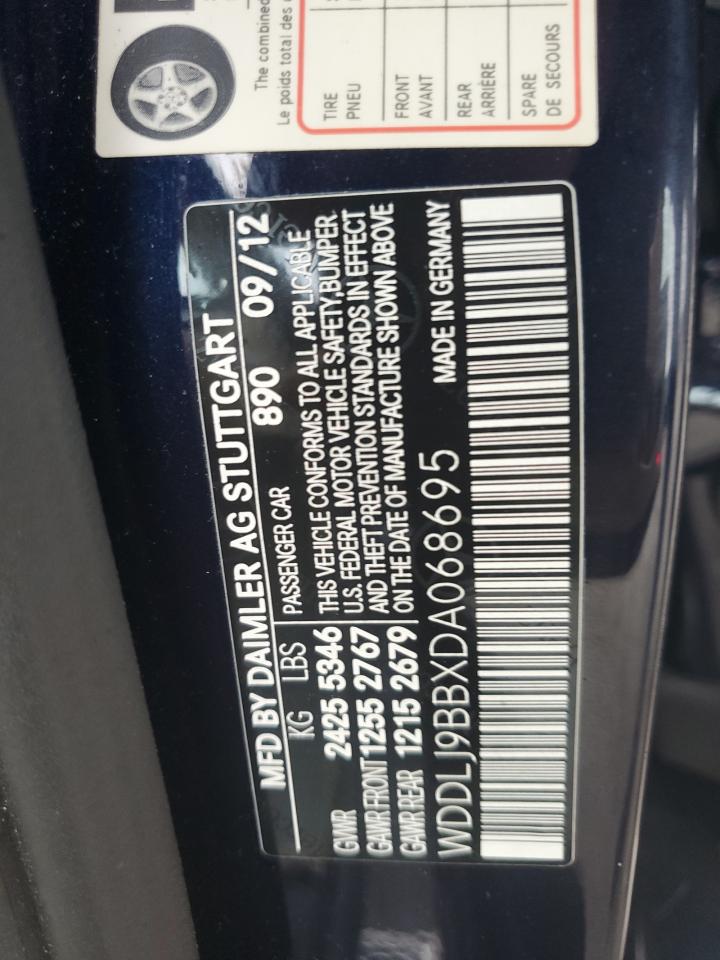 The combined
Le poids total des
TIRE
PNEU
FRONT
AVANT
REAR
ARRIÈRE
SPARE
DE SECOURS
MFD BY DAIMLER AG STUTTGART
890 09/12
KG LBS PASSENGER CAR
GVWR 2425 5346
GAWR FRONT 1255 2767
GAWR REAR 1215 2679
THIS VEHICLE CONFORMS TO ALL APPLICABLE
U.S. FEDERAL MOTOR VEHICLE SAFETY,BUMPER
AND THEFT PREVENTION STANDARDS IN EFFECT
ON THE DATE OF MANUFACTURE SHOWN ABOVE
WDDLJ9BBXDA068695 MADE IN GERMANY